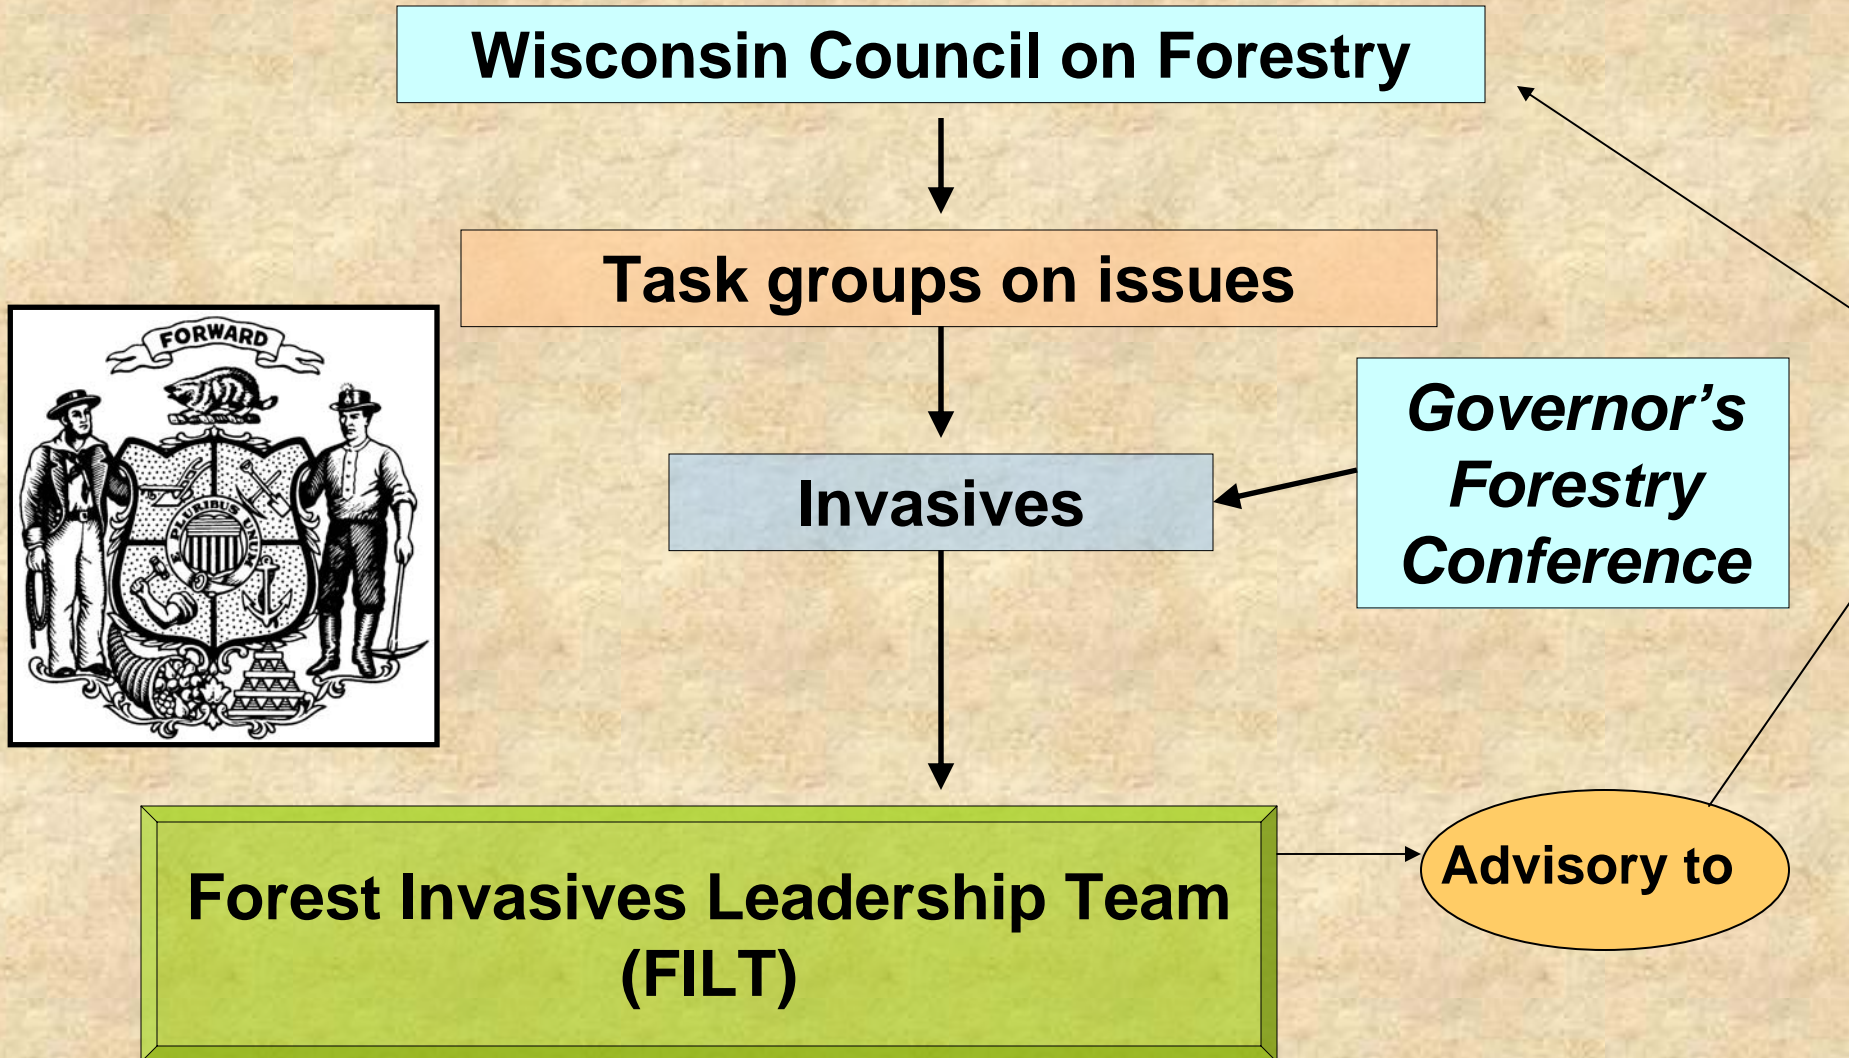 Wisconsin Council on Forestry
Task groups on issues
FORWARD
E PLURIBUS UNUM
Invasives
Governor’s
Forestry
Conference
Forest Invasives Leadership Team
(FILT)
Advisory to